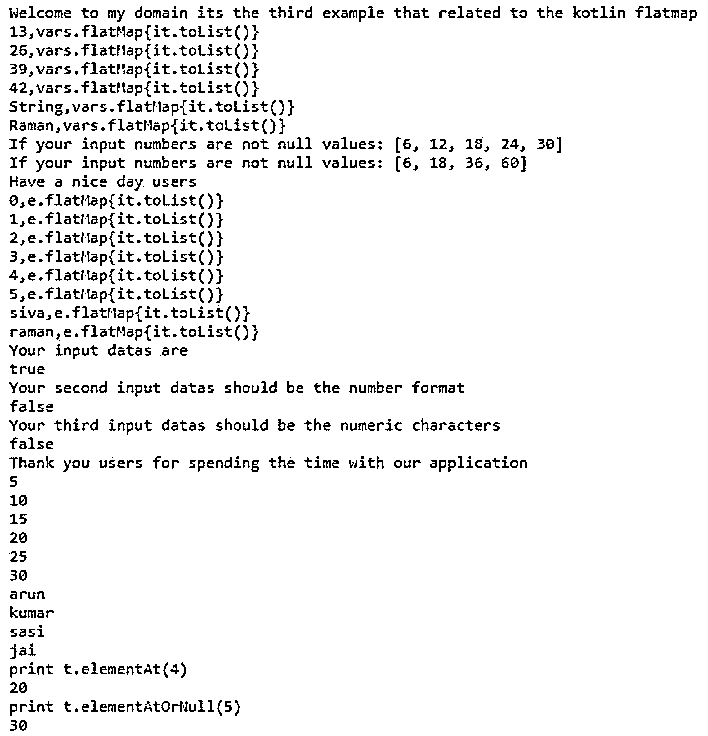 Welcome to my domain its the third example that related to the kotlin flatmap
13,vars.flatMap{it.toList()}
26,vars.flatMap{it.toList()}
39,vars.flatMap{it.toList()}
42,vars.flatMap{it.toList()}
String,vars.flatMap{it.toList()}
Raman,vars.flatMap{it.toList()}
If your input numbers are not null values: [6, 12, 18, 24, 30]
If your input numbers are not null values: [6, 18, 36, 60]
Have a nice day users
0,e.flatMap{it.toList()}
1,e.flatMap{it.toList()}
2,e.flatMap{it.toList()}
3,e.flatMap{it.toList()}
4,e.flatMap{it.toList()}
5,e.flatMap{it.toList()}
siva,e.flatMap{it.toList()}
raman,e.flatMap{it.toList()}
Your input datas are
true
Your second input datas should be the number format
false
Your third input datas should be the numeric characters
false
Thank you users for spending the time with our application
5
10
15
20
25
30
arun
kumar
sasi
jai
print t.elementAt(4)
20
print t.elementAtOrNull(5)
30